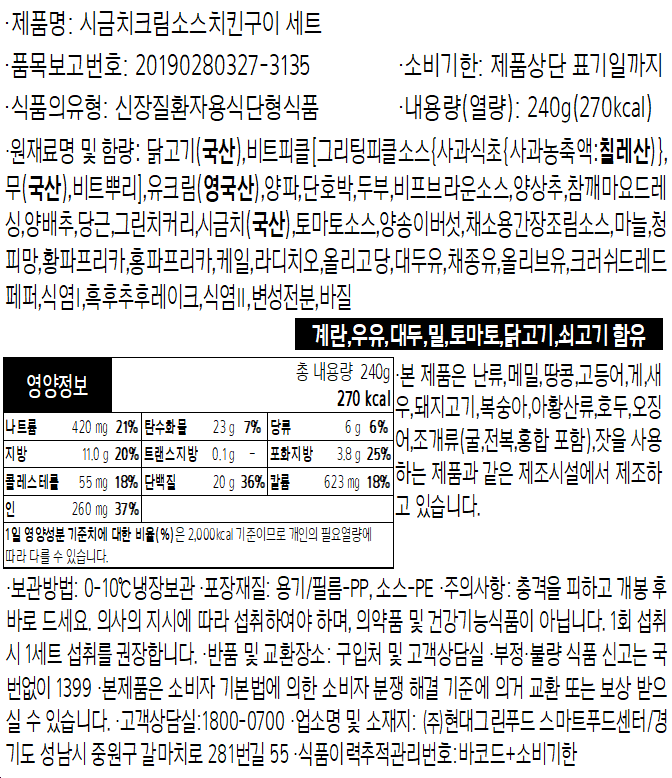 ·제품명: 시금치크림소스치킨구이 세트
·품목보고번호: 20190280327-3135 ·소비기한: 제품상단 표기일까지
·식품의유형: 신장질환자용식단형식품 ·내용량(열량): 240g(270kcal)
·원재료명 및 함량: 닭고기(국산),비트피클[그리팅피클소스{사과식초{사과농축액:칠레산)},
무(국산),비트뿌리],유크림(영국산),양파,단호박,두부,비프브라운소스,양상추,참깨마요드레
싱,양배추,당근,그린치커리,시금치(국산),토마토소스,양송이버섯,채소용간장조림소스,마늘,청
피망,황파프리카,홍파프리카,케일,라디치오,올리고당,대두유,채종유,올리브유,크러쉬드레드
페퍼,식염I,흑후추후레이크,식염II,변성전분,바질
계란,우유,대두,밀,토마토,닭고기,쇠고기 함유
영양정보
총 내용량 240g
270 kcal
나트륨 420 mg 21% 탄수화물 23 g 7% 당류 6 g 6%
지방 11.0 g 20% 트랜스지방 0.1 g - 포화지방 3.8 g 25%
콜레스테롤 55 mg 18% 단백질 20 g 36% 칼륨 623 mg 18%
인 260 mg 37%
1일 영양성분 기준치에 대한 비율(%)은 2,000kcal 기준이므로 개인의 필요열량에
따라 다를 수 있습니다.
·본 제품은 난류,메밀,땅콩,고등어,게,새
우,돼지고기,복숭아,아황산류,호두,오징
어,조개류(굴,전복,홍합 포함),잣을 사용
하는 제품과 같은 제조시설에서 제조하
고 있습니다.
·보관방법: 0-10℃냉장보관 ·포장재질: 용기/필름-PP, 소스-PE ·주의사항: 충격을 피하고 개봉 후
바로 드세요. 의사의 지시에 따라 섭취하여야 하며, 의약품 및 건강기능식품이 아닙니다. 1회 섭취
시 1세트 섭취를 권장합니다. ·반품 및 교환장소: 구입처 및 고객상담실 ·부정·불량 식품 신고는 국
번없이 1399 ·본제품은 소비자 기본법에 의한 소비자 분쟁 해결 기준에 의거 교환 또는 보상 받으
실 수 있습니다. ·고객상담실:1800-0700 ·업소명 및 소재지: (주)현대그린푸드 스마트푸드센터/경
기도 성남시 중원구 갈마치로 281번길 55 ·식품이력추적관리번호:바코드+소비기한